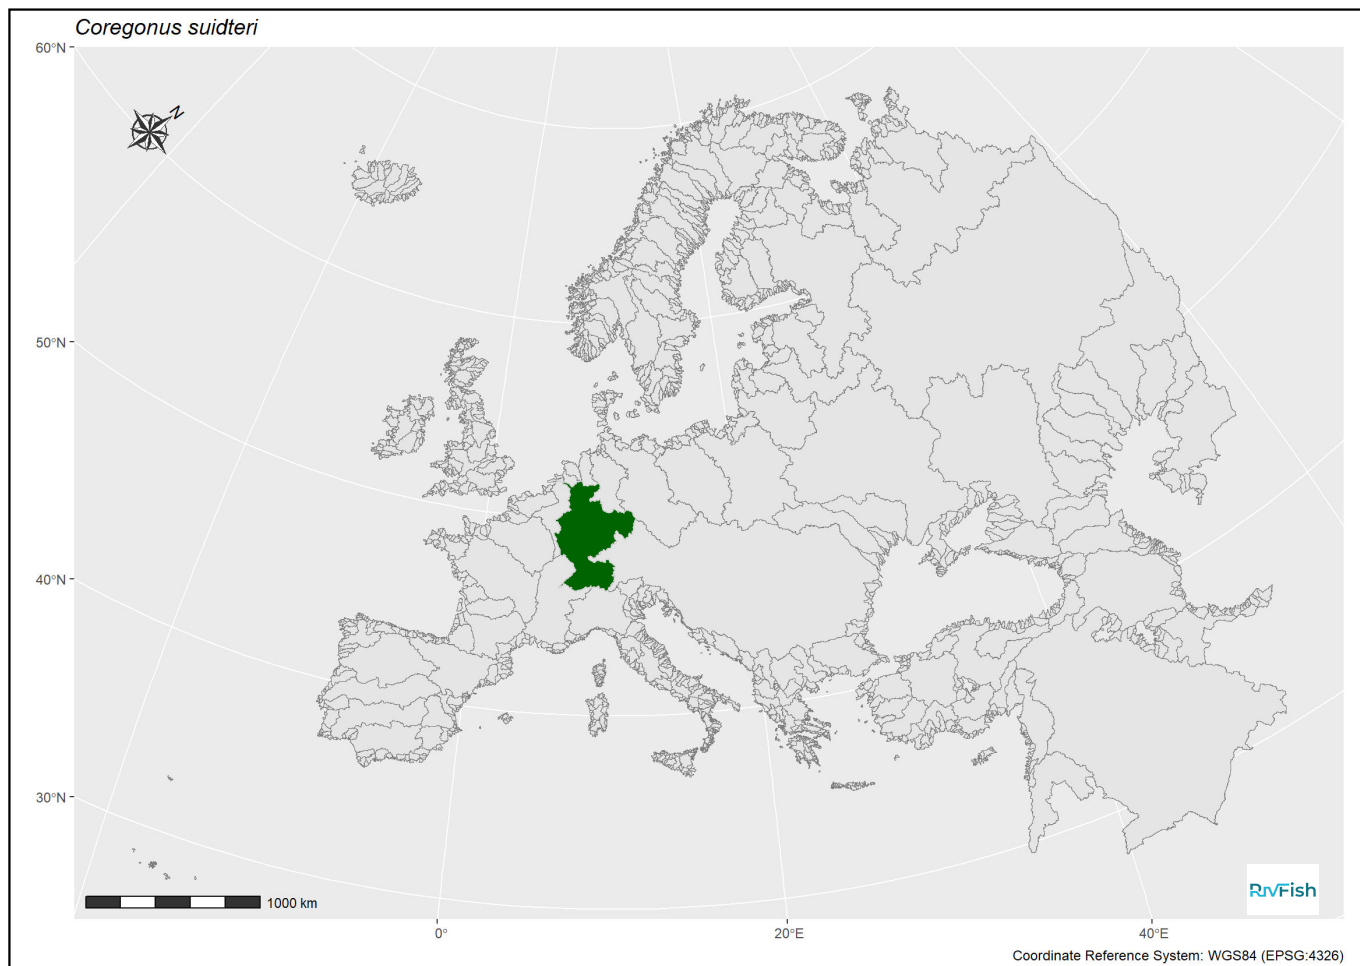 Coregonus suidteri
60°N
N
50°N
40°N
30°N
1000 km
RIVFish
0°
20°E
40°E
Coordinate Reference System: WGS84 (EPSG:4326)